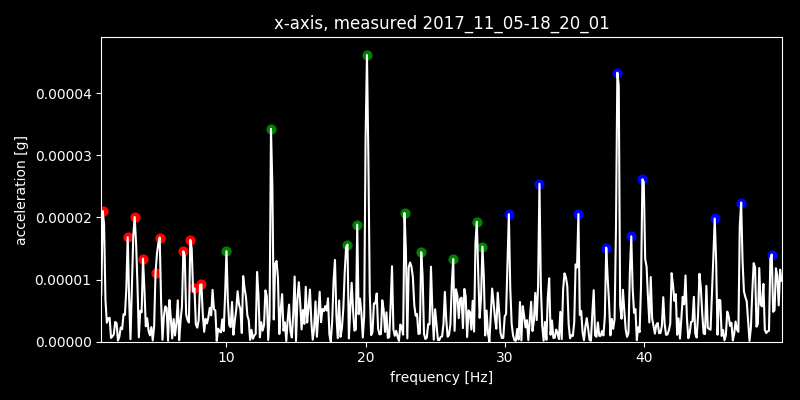 x-axis, measured 2017_11_05-18_20_01
acceleration [g]
0.00004
0.00003
0.00002
0.00001
0.00000
10 20 30 40
frequency [Hz]